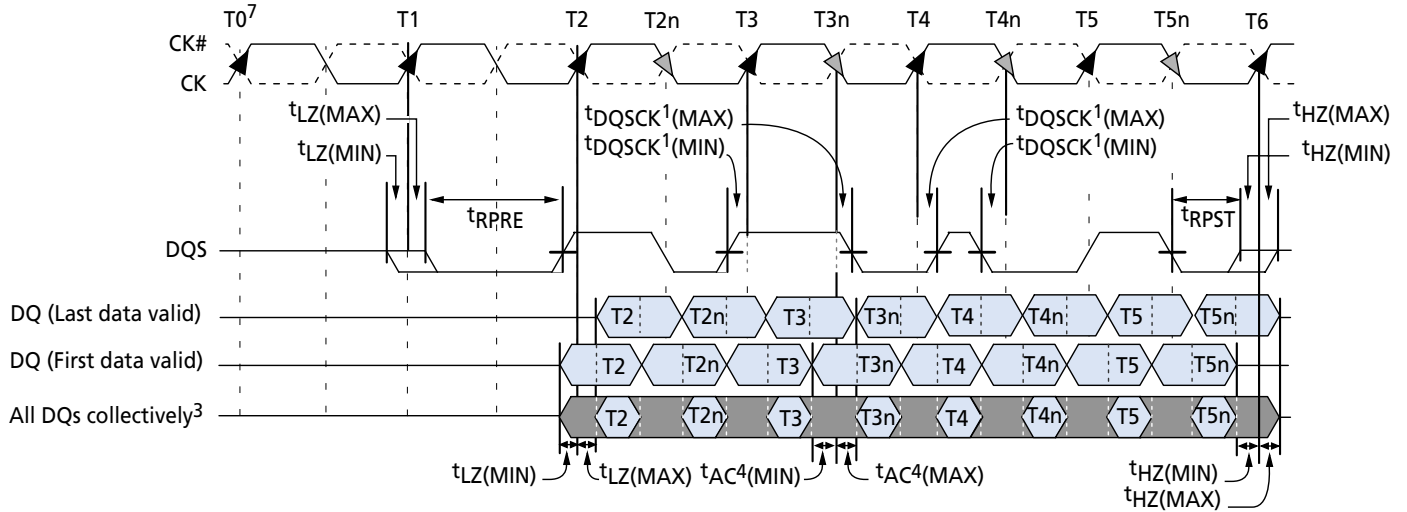 T0⁷ T1 T2 T2n T3 T3n T4 T4n T5 T5n T6
CK#
CK
tLZ(MAX) tDQSCK¹(MAX) tDQSCK¹(MAX) tHZ(MAX)
tLZ(MIN) tDQSCK¹(MIN) tDQSCK¹(MIN) tHZ(MIN)
tRPRE tRPST
DQS
DQ (Last data valid) T2 T2n T3 T3n T4 T4n T5 T5n
DQ (First data valid) T2 T2n T3 T3n T4 T4n T5 T5n
All DQs collectively³ T2 T2n T3 T3n T4 T4n T5 T5n
tLZ(MIN) tLZ(MAX) tAC⁴(MIN) tAC⁴(MAX) tHZ(MIN)
tHZ(MAX)